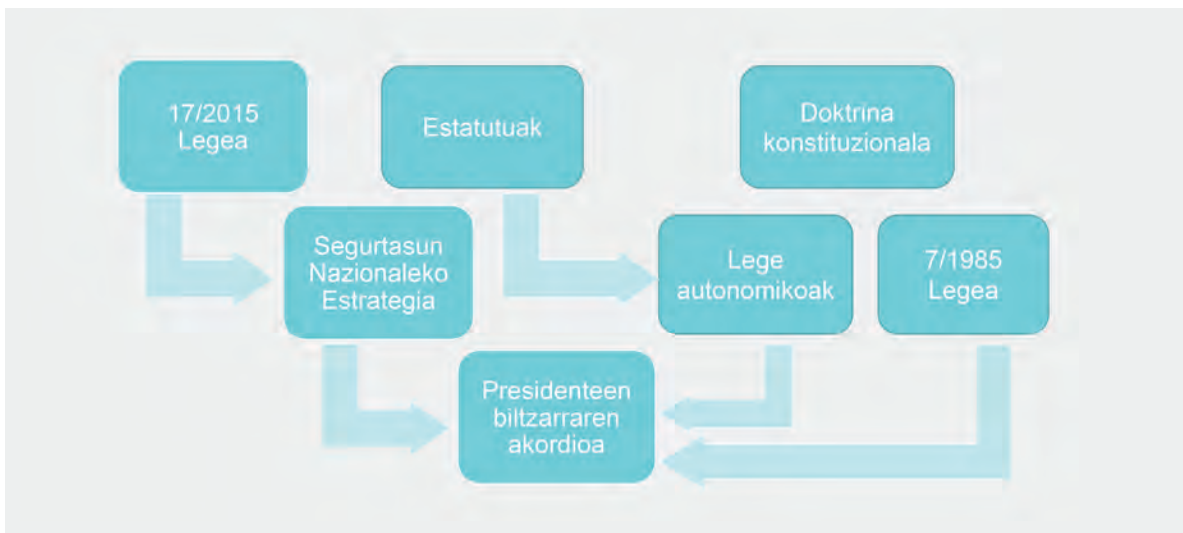 17/2015
Legea
Estatutuak
Doktrina
konstituzionala
Segurtasun
Nazionaleko
Estrategia
Lege
autonomikoak
7/1985
Legea
Presidenteen
biltzarraren
akordioa